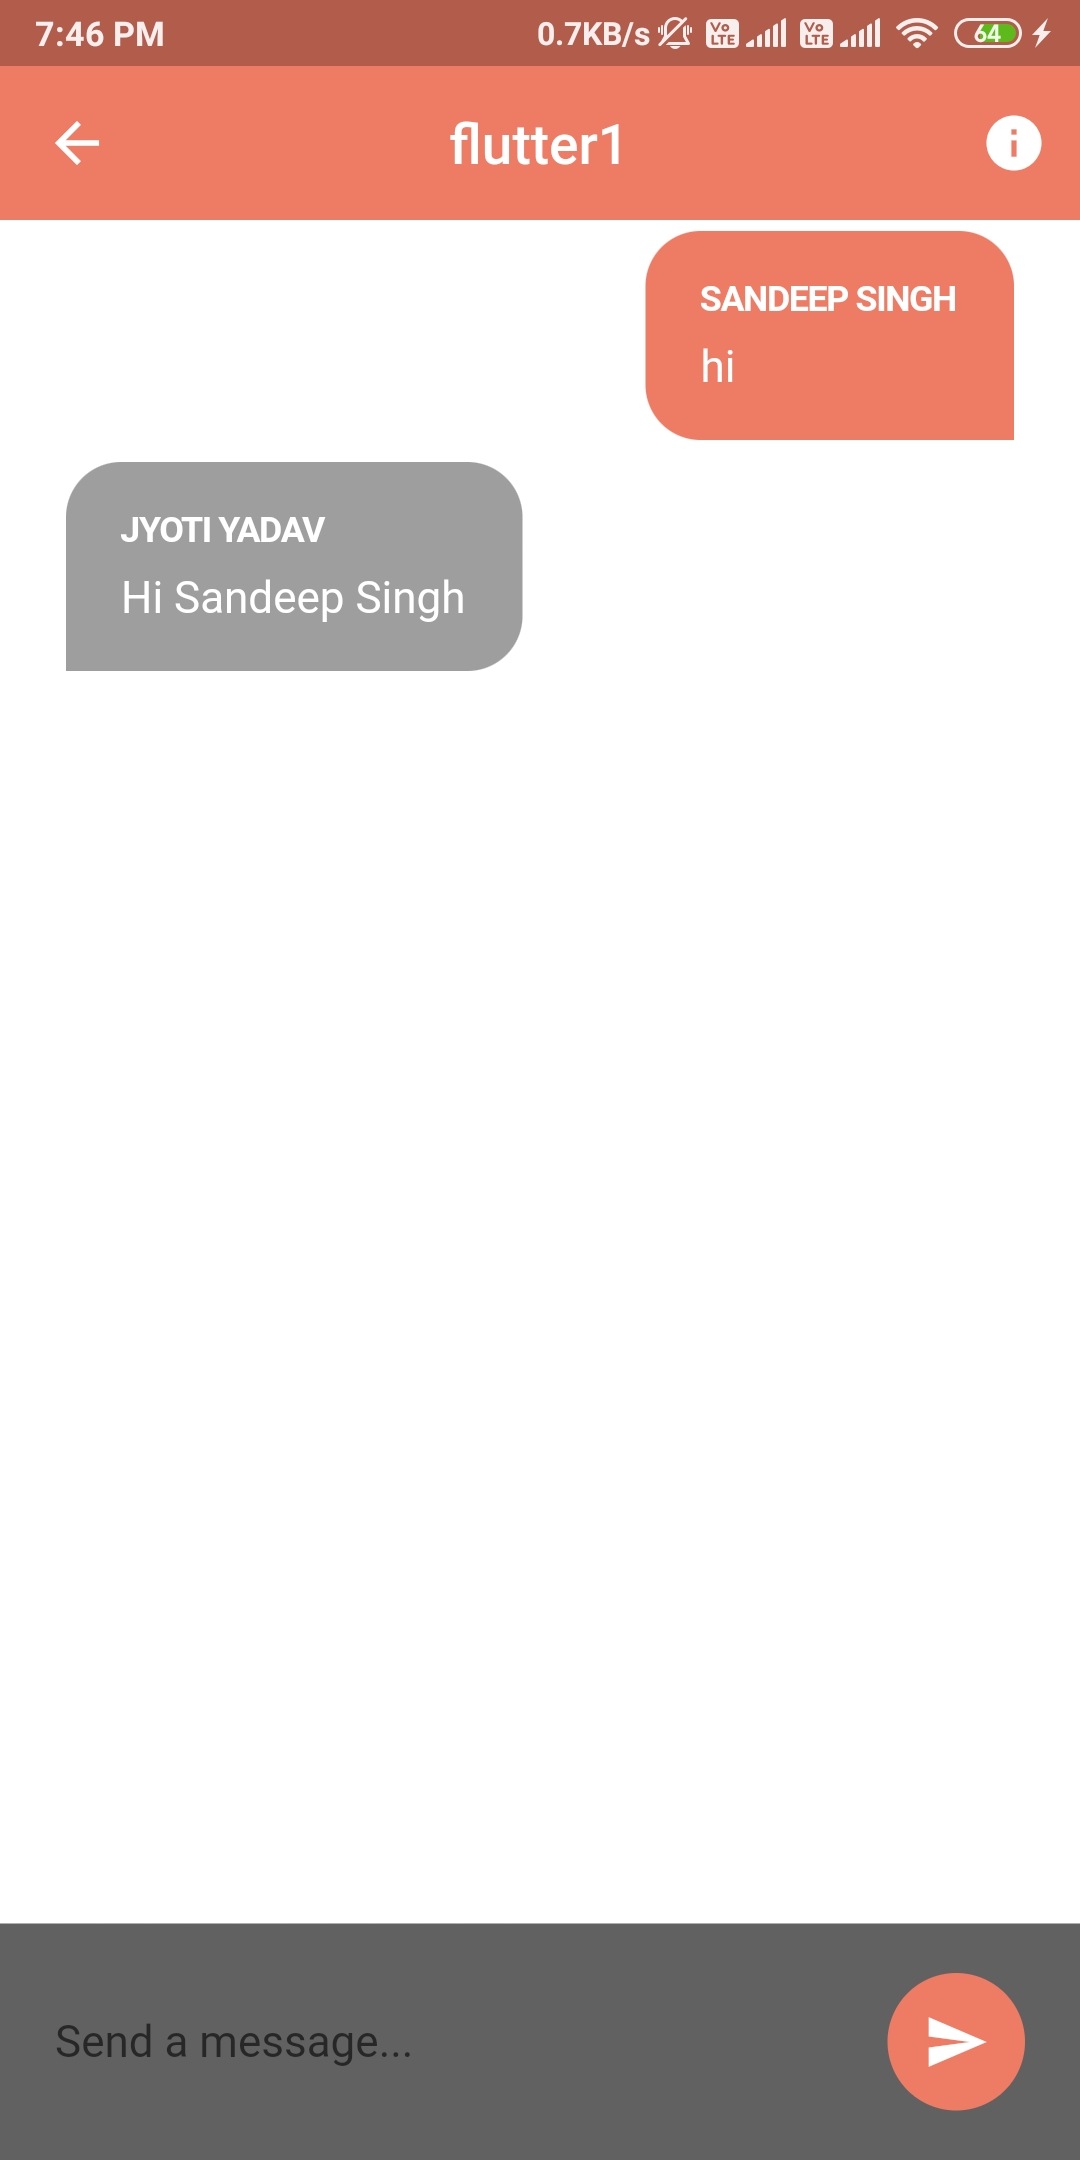 7:46 PM 0.7KB/s Vo LTE Vo LTE 64
flutter1
SANDEEP SINGH
hi
JYOTI YADAV
Hi Sandeep Singh
Send a message...